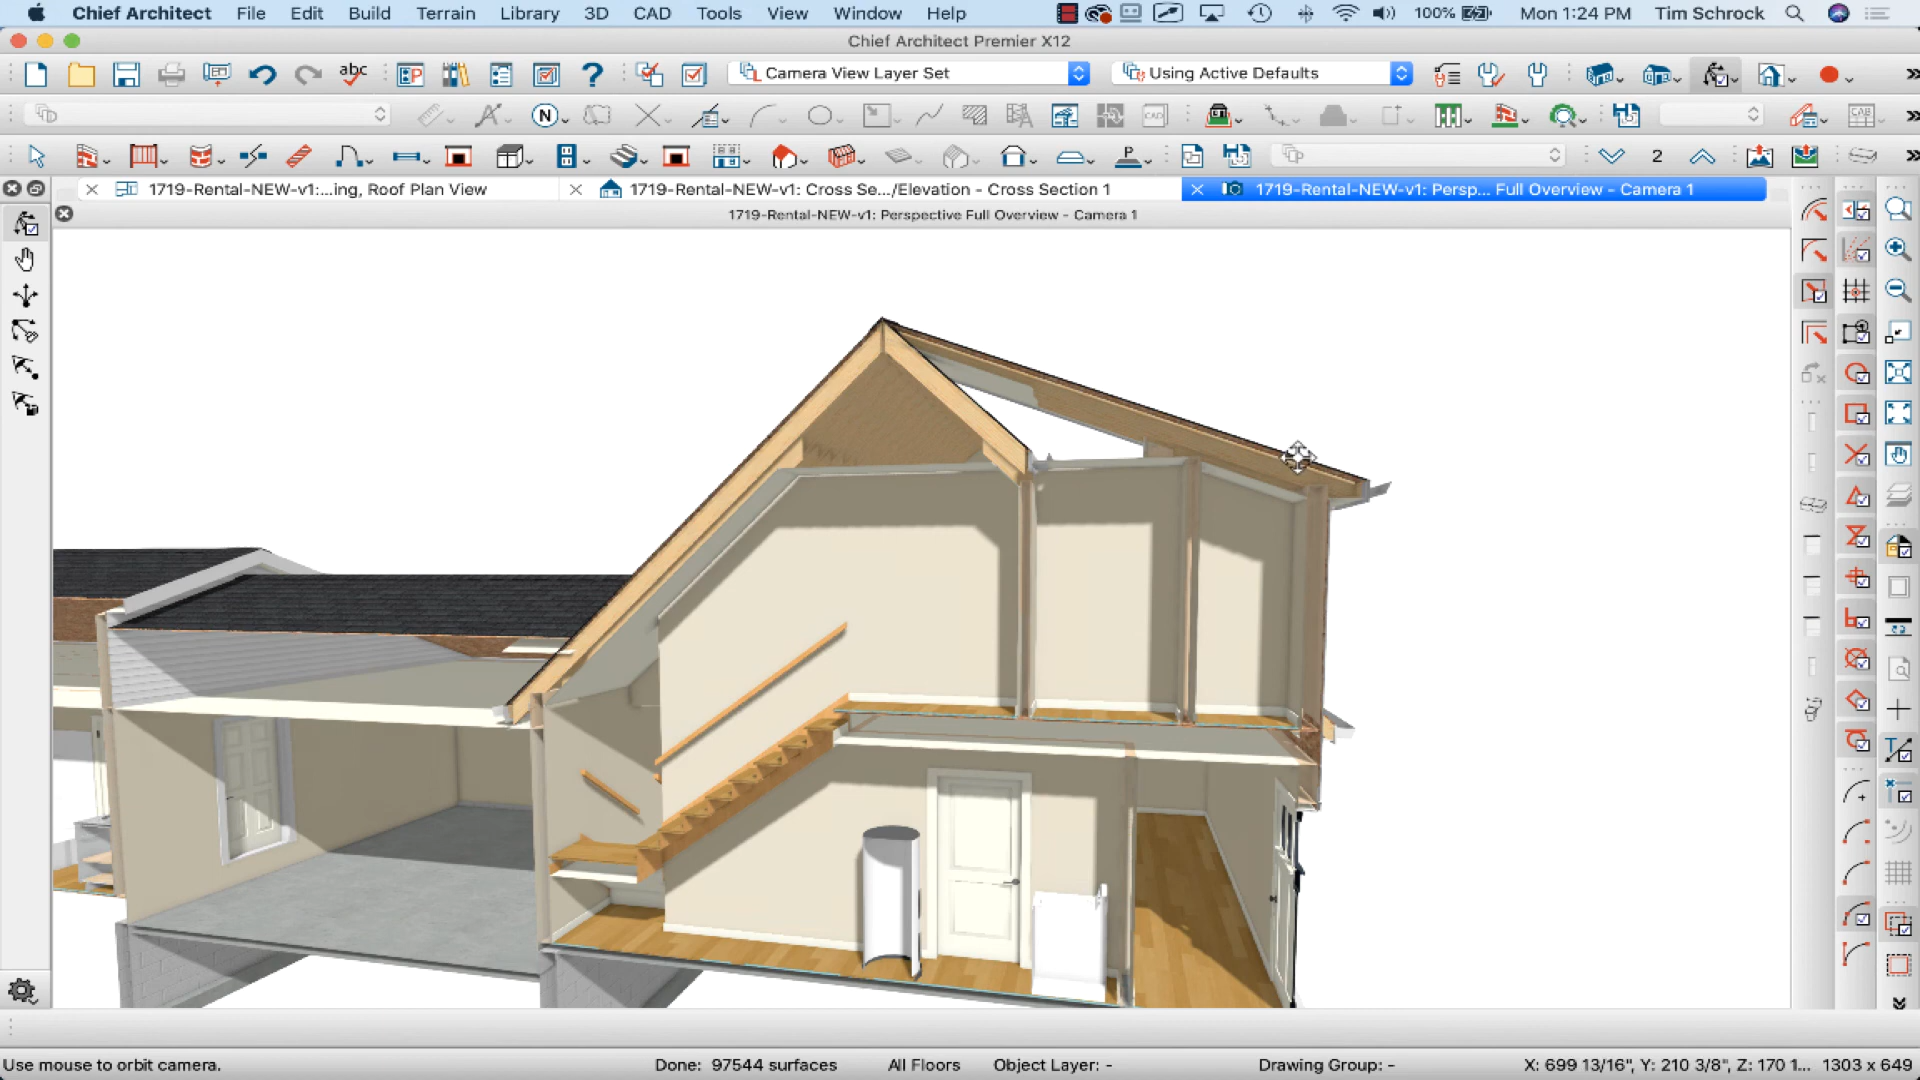 Chief Architect File Edit Build Terrain Library 3D CAD Tools View Window Help 100% Mon 1:24 PM Tim Schrock
Chief Architect Premier X12
abc Camera View Layer Set Using Active Defaults
N CAD CAB
P 2
1719-Rental-NEW-v1:...ing, Roof Plan View 1719-Rental-NEW-v1: Cross Se.../Elevation - Cross Section 1 1719-Rental-NEW-v1: Persp... Full Overview - Camera 1
1719-Rental-NEW-v1: Perspective Full Overview - Camera 1
Use mouse to orbit camera. Done: 97544 surfaces All Floors Object Layer: - Drawing Group: - X: 699 13/16", Y: 210 3/8", Z: 170 1... 1303 x 649